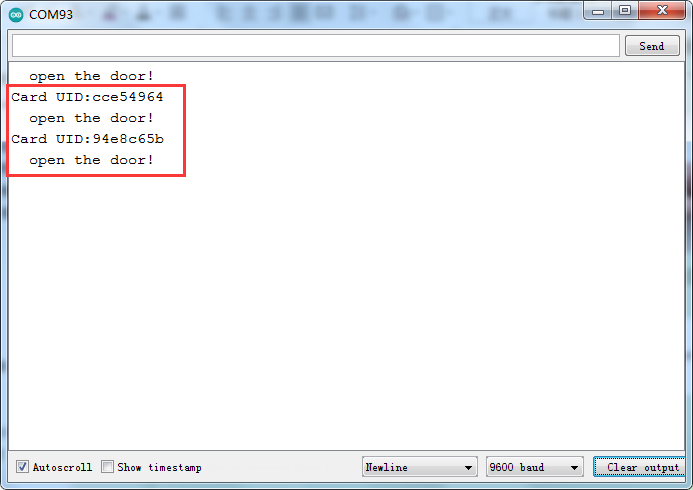 COM93
Send
open the door!
Card UID:cce54964
open the door!
Card UID:94e8c65b
open the door!
Autoscroll
Show timestamp
Newline
9600 baud
Clear output